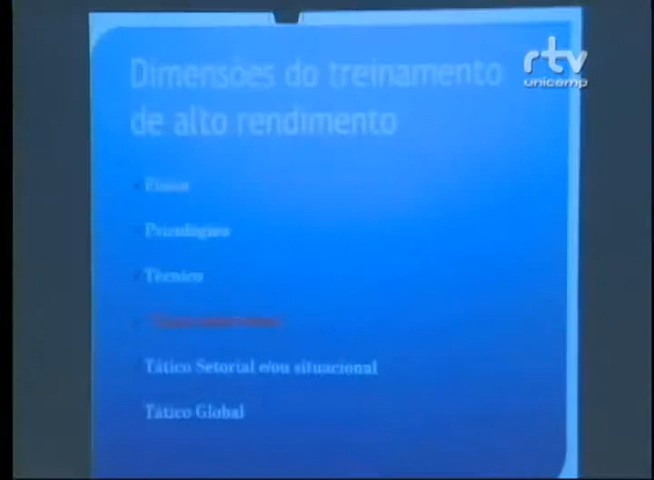 rtv
unicamp
Dimensões do treinamento
de alto rendimento
Físico
Psicológico
Técnico
Tático Setorial e/ou situacional
Tático Global